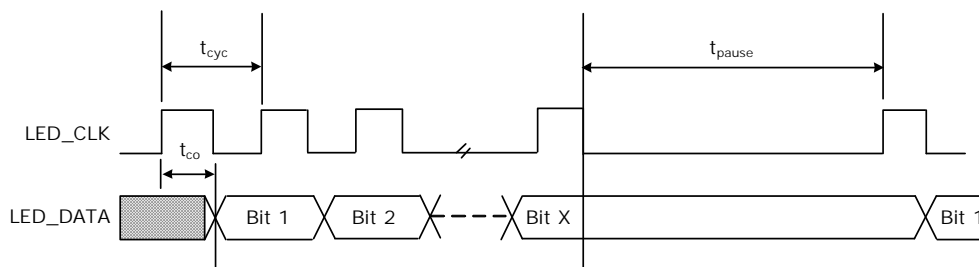 tcyc
tpause
LED_CLK
tco
LED_DATA
Bit 1
Bit 2
Bit X
Bit 1